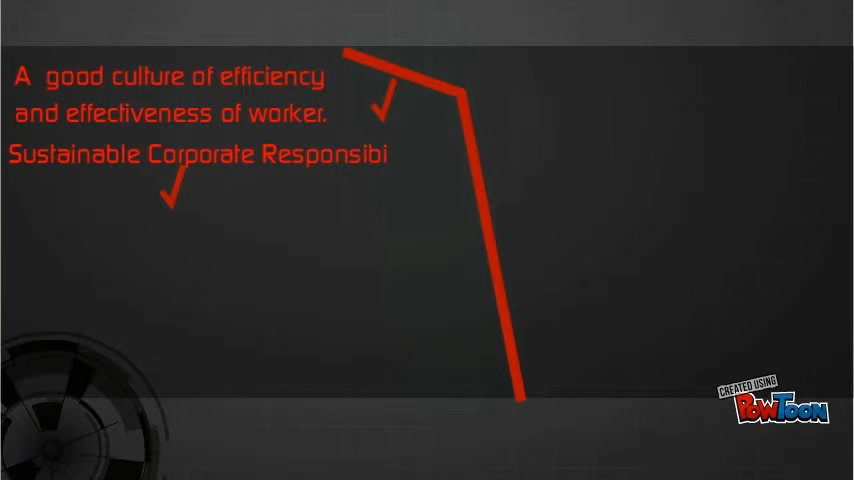 A good culture of efficiency
and effectiveness of worker.
Sustainable Corporate Responsibi
CREATED USING
POWTOON